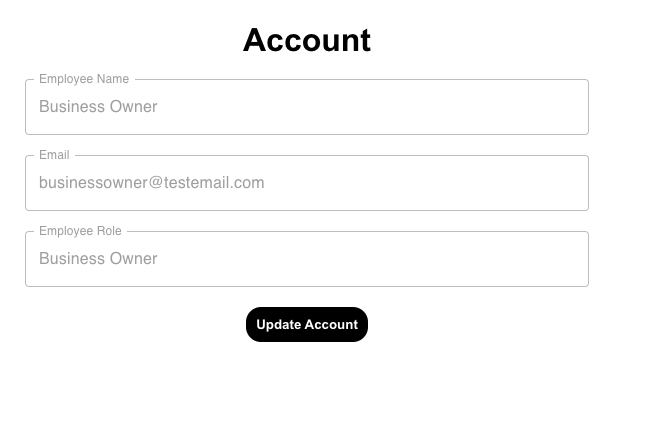 Account
Employee Name
Business Owner
Email
businessowner@testemail.com
Employee Role
Business Owner
Update Account